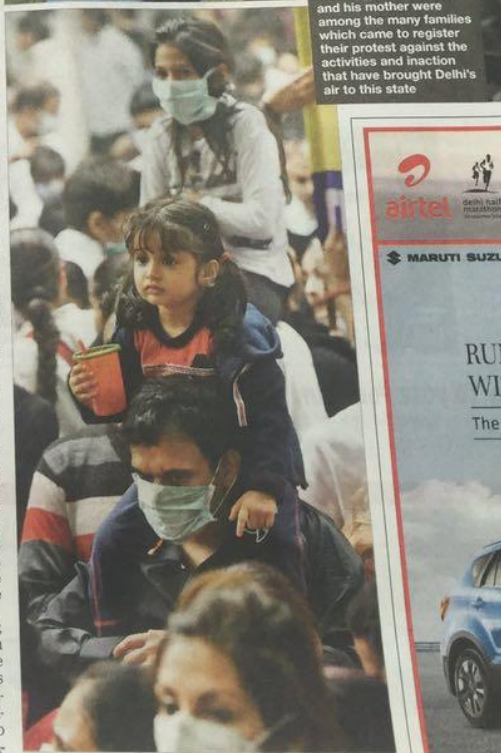 and his mother were
among the many families
which came to register
their protest against the
activities and inaction
that have brought Delhi's
air to this state
airtel
delhi half
marathon
MARUTI SUZU
RU
WI
The